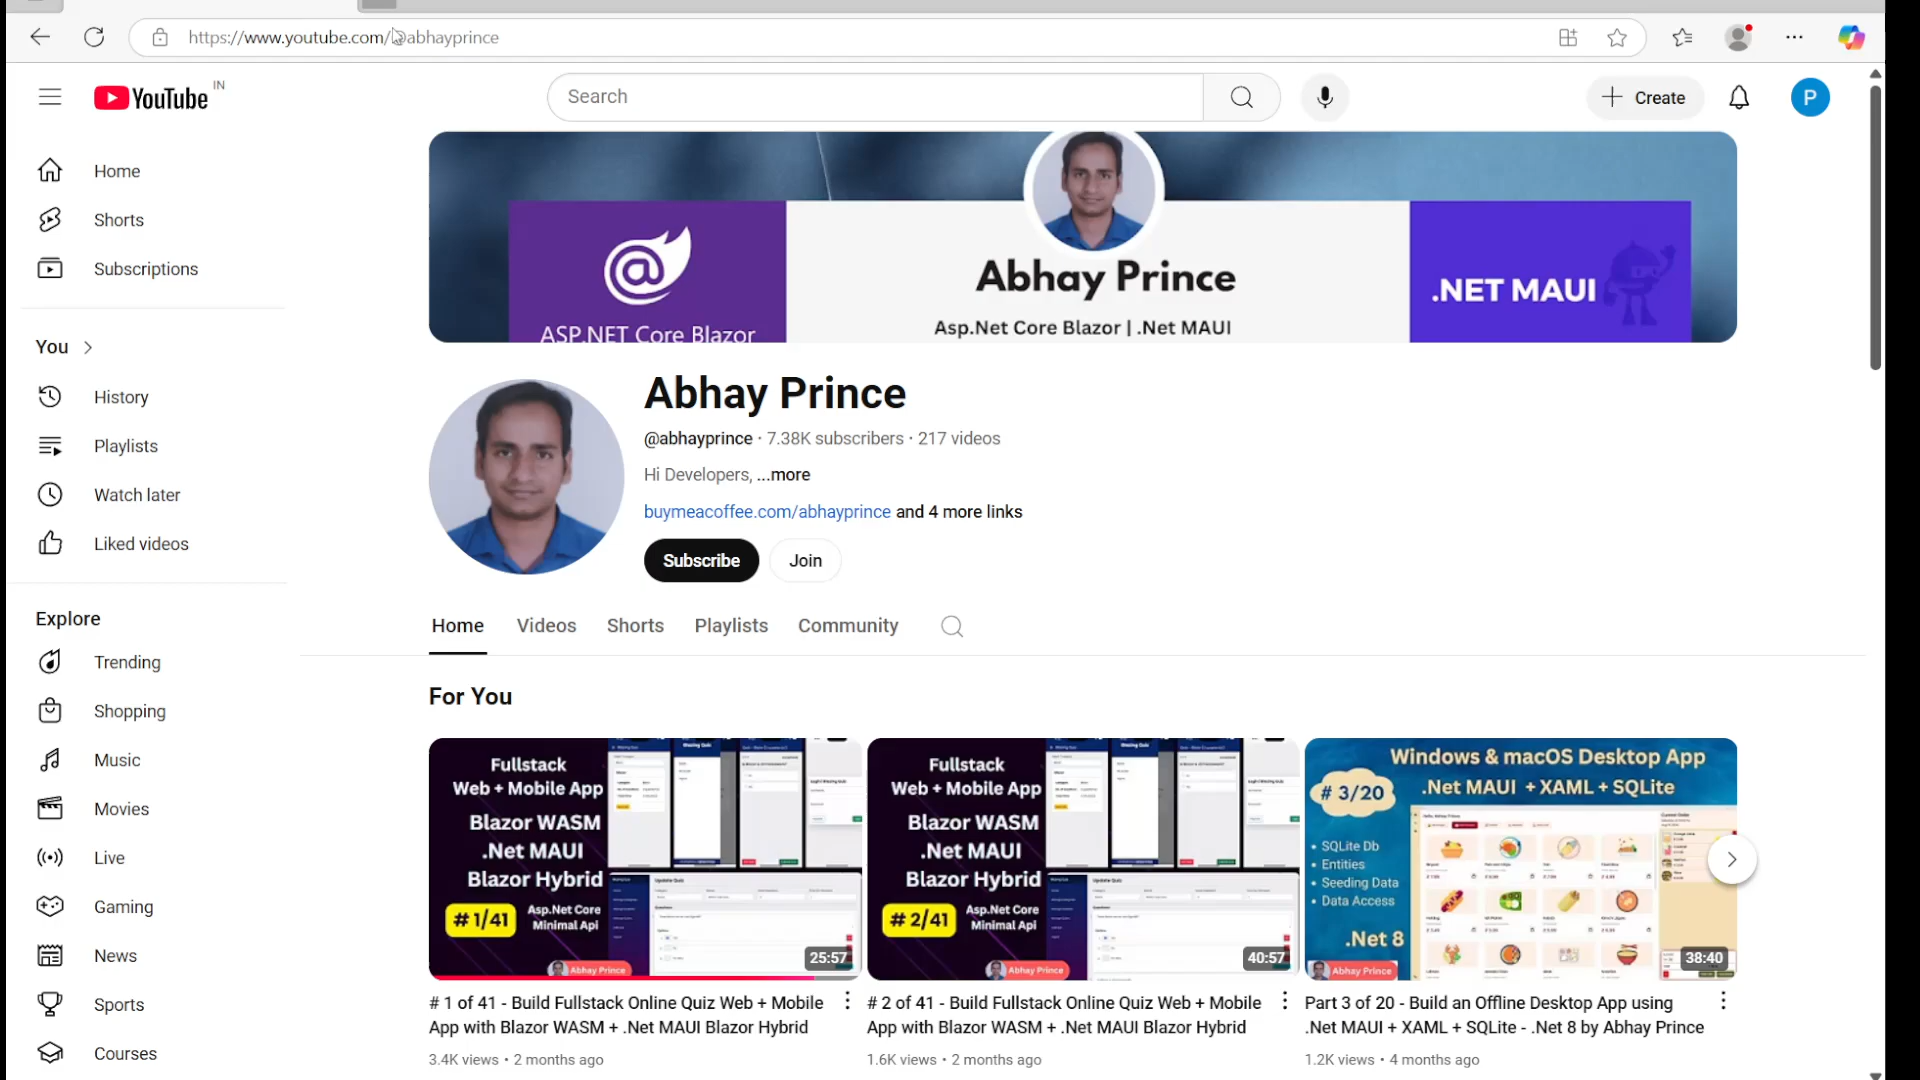 https://www.youtube.com/@abhayprince
YouTube IN
Search
Create
P
Home
Shorts
Subscriptions
You
History
Playlists
Watch later
Liked videos
Explore
Trending
Shopping
Music
Movies
Live
Gaming
News
Sports
Courses
ASP.NET Core Blazor
Abhay Prince
Asp.Net Core Blazor | .Net MAUI
.NET MAUI
Abhay Prince
@abhayprince · 7.38K subscribers · 217 videos
Hi Developers, ...more
buymeacoffee.com/abhayprince and 4 more links
Subscribe
Join
Home
Videos
Shorts
Playlists
Community
For You
Fullstack
Web + Mobile App
Blazor WASM
.Net MAUI
Blazor Hybrid
# 1/41
Asp.Net Core
Minimal Api
Abhay Prince
25:57
# 1 of 41 - Build Fullstack Online Quiz Web + Mobile
App with Blazor WASM + .Net MAUI Blazor Hybrid
3.4K views • 2 months ago
Fullstack
Web + Mobile App
Blazor WASM
.Net MAUI
Blazor Hybrid
# 2/41
Asp.Net Core
Minimal Api
Abhay Prince
40:57
# 2 of 41 - Build Fullstack Online Quiz Web + Mobile
App with Blazor WASM + .Net MAUI Blazor Hybrid
1.6K views • 2 months ago
Windows & macOS Desktop App
.Net MAUI + XAML + SQLite
# 3/20
• SQLite Db
• Entities
• Seeding Data
• Data Access
.Net 8
Abhay Prince
38:40
Part 3 of 20 - Build an Offline Desktop App using
.Net MAUI + XAML + SQLite - .Net 8 by Abhay Prince
1.2K views • 4 months ago